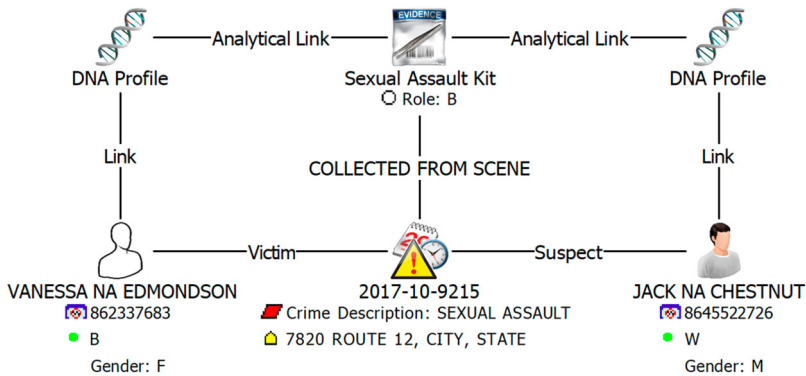 EVIDENCE
Analytical Link
Analytical Link
DNA Profile
Sexual Assault Kit
DNA Profile
Role: B
Link
COLLECTED FROM SCENE
Link
Victim
Suspect
VANESSA NA EDMONDSON
2017-10-9215
JACK NA CHESTNUT
862337683
Crime Description: SEXUAL ASSAULT
8645522726
B
7820 ROUTE 12, CITY, STATE
W
Gender: F
Gender: M